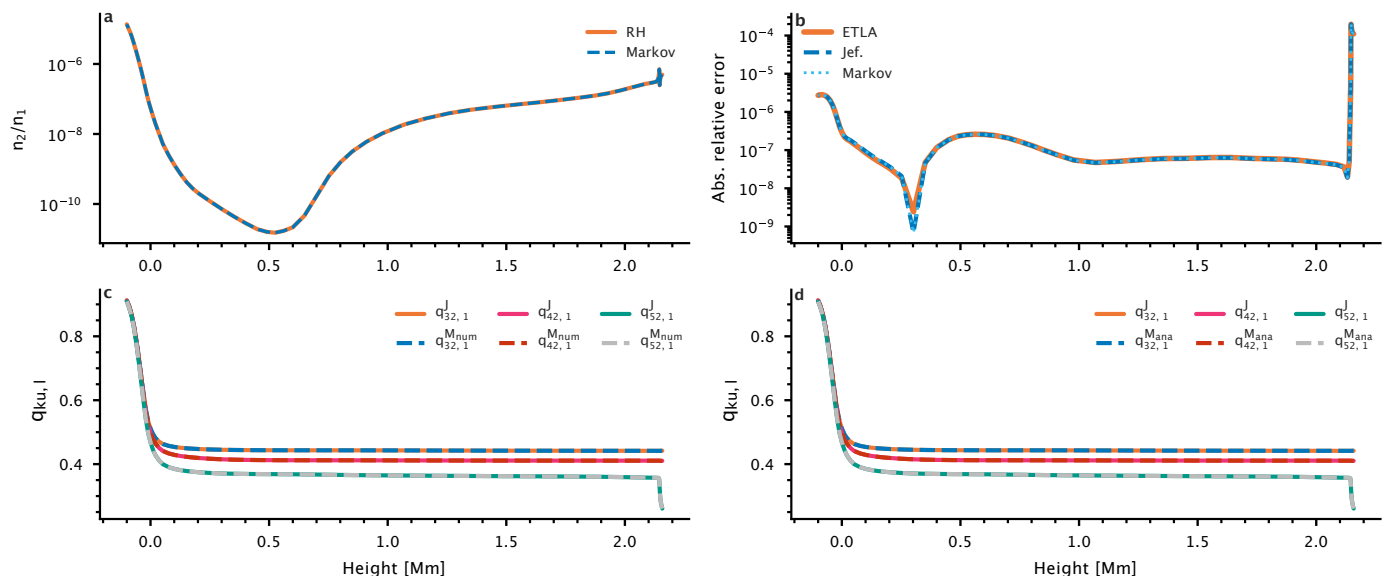 a
RH
Markov
n₂/n₁
10⁻⁶
10⁻⁸
10⁻¹⁰
0.0 0.5 1.0 1.5 2.0
b
ETLA
Jef.
Markov
Abs. relative error
10⁻⁴
10⁻⁵
10⁻⁶
10⁻⁷
10⁻⁸
10⁻⁹
0.0 0.5 1.0 1.5 2.0
c
q^J_32, 1 q^J_42, 1 q^J_52, 1
q^Mnum_32, 1 q^Mnum_42, 1 q^Mnum_52, 1
q_ku, l
0.8
0.6
0.4
0.0 0.5 1.0 1.5 2.0
Height [Mm]
d
q^J_32, 1 q^J_42, 1 q^J_52, 1
q^Mana_32, 1 q^Mana_42, 1 q^Mana_52, 1
q_ku, l
0.8
0.6
0.4
0.0 0.5 1.0 1.5 2.0
Height [Mm]